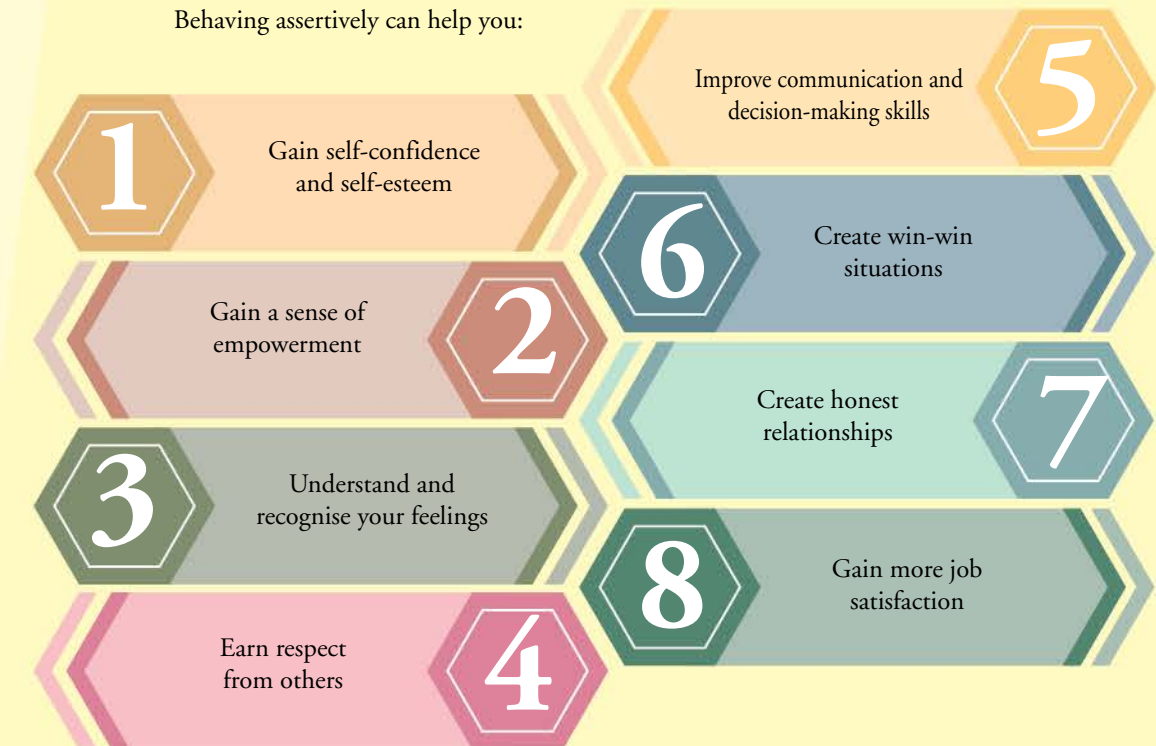 Behaving assertively can help you:
1
Gain self-confidence
and self-esteem
Gain a sense of
empowerment
2
3
Understand and
recognise your feelings
Earn respect
from others
4
Improve communication and
decision-making skills
5
6
Create win-win
situations
Create honest
relationships
7
8
Gain more job
satisfaction